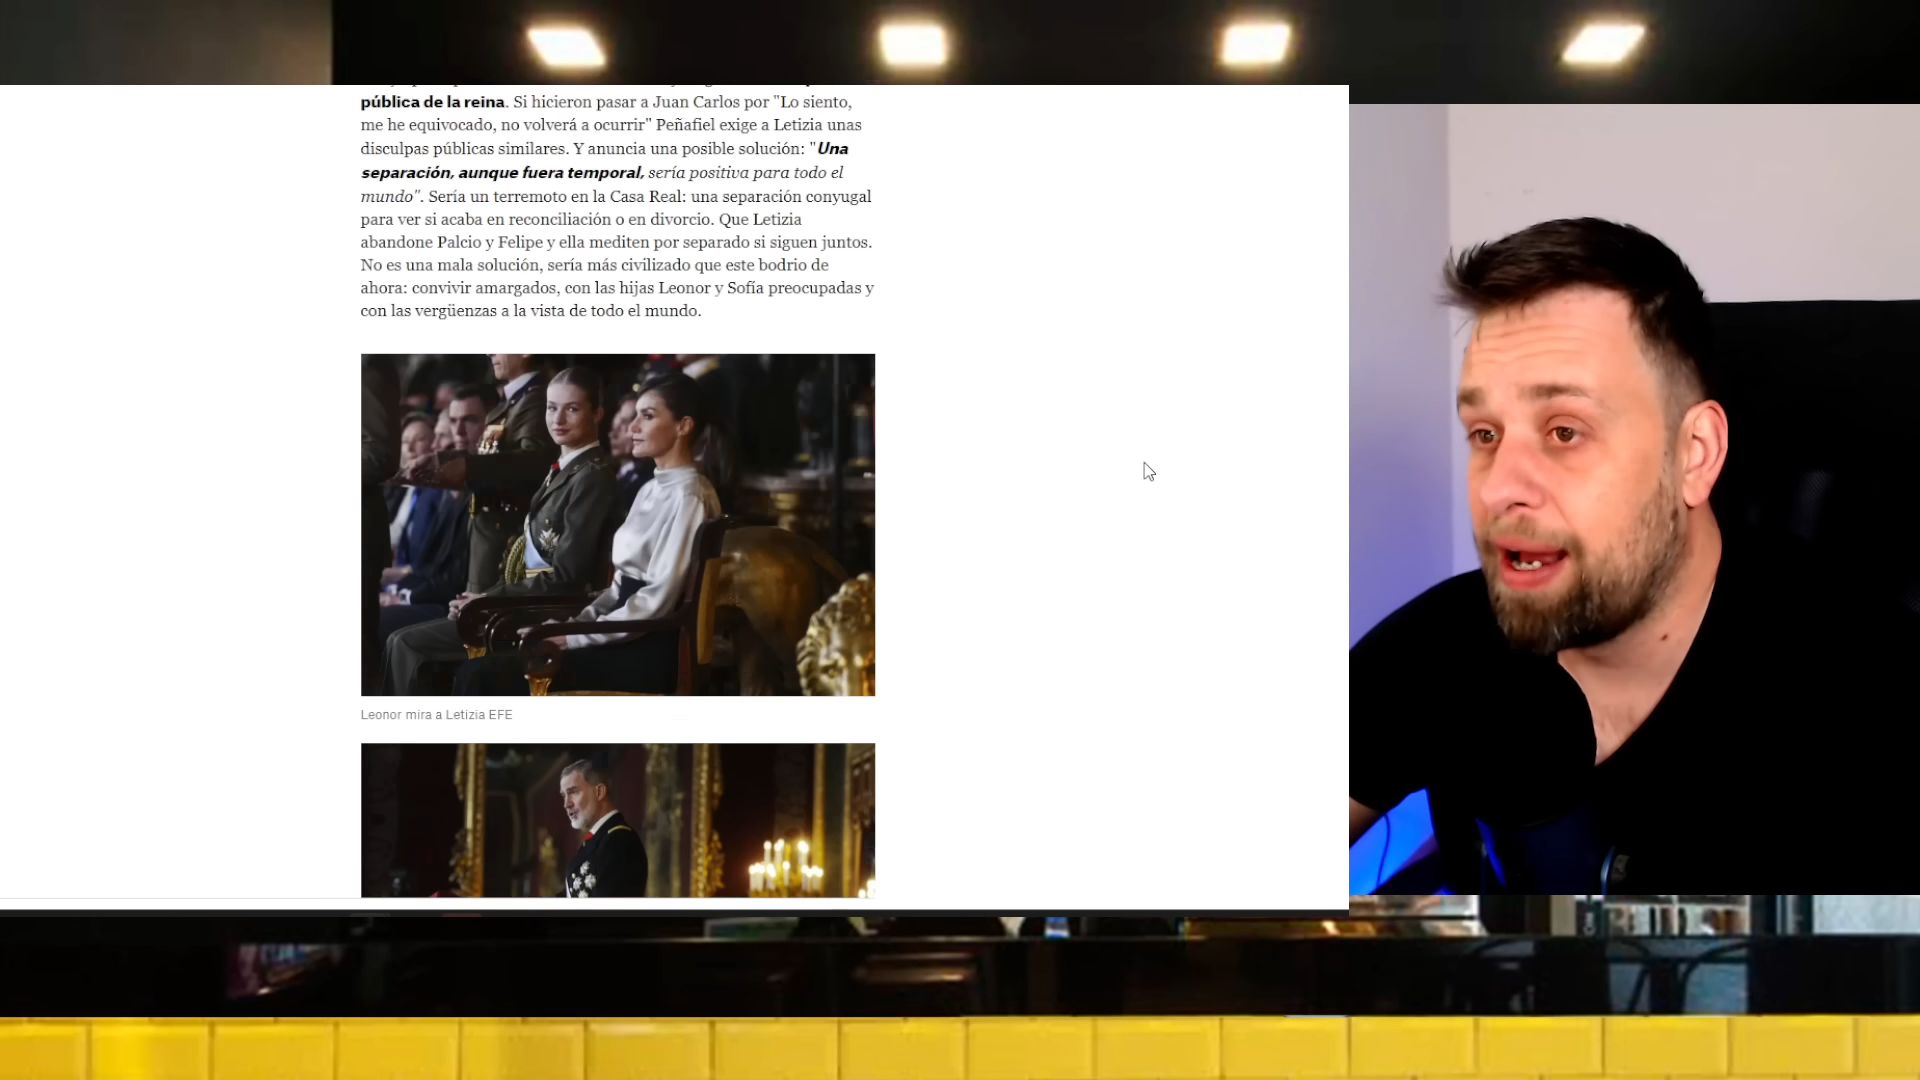 pública de la reina. Si hicieron pasar a Juan Carlos por "Lo siento,
me he equivocado, no volverá a ocurrir" Peñafiel exige a Letizia unas
disculpas públicas similares. Y anuncia una posible solución: "Una
separación, aunque fuera temporal, sería positiva para todo el
mundo". Sería un terremoto en la Casa Real: una separación conyugal
para ver si acaba en reconciliación o en divorcio. Que Letizia
abandone Palcio y Felipe y ella mediten por separado si siguen juntos.
No es una mala solución, sería más civilizado que este bodrio de
ahora: convivir amargados, con las hijas Leonor y Sofía preocupadas y
con las vergüenzas a la vista de todo el mundo.
Leonor mira a Letizia EFE